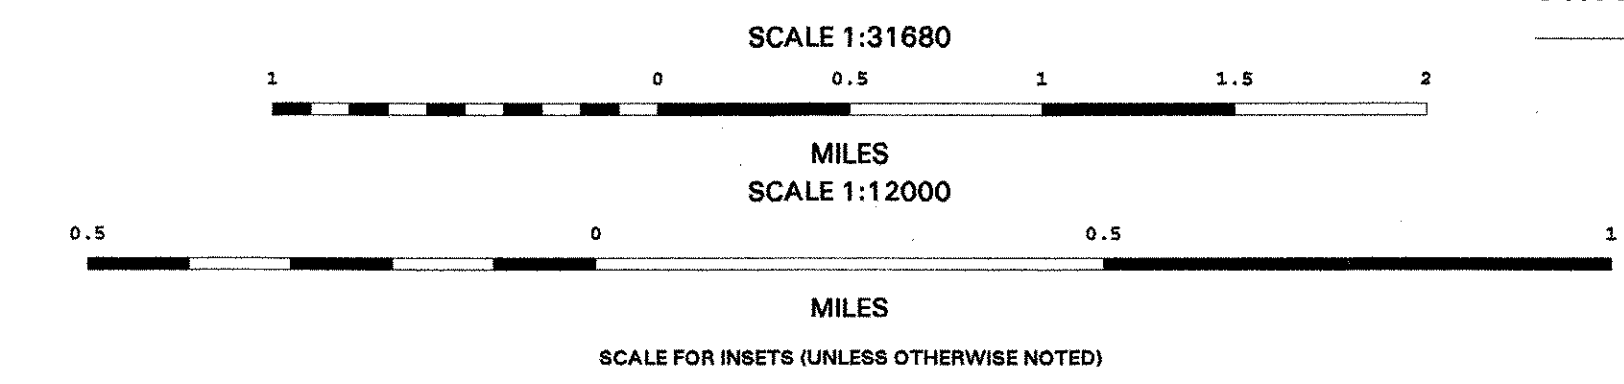 SCALE 1:31680
1 0 0.5 1 1.5 2
MILES
SCALE 1:12000
0.5 0 0.5 1
MILES
SCALE FOR INSETS (UNLESS OTHERWISE NOTED)